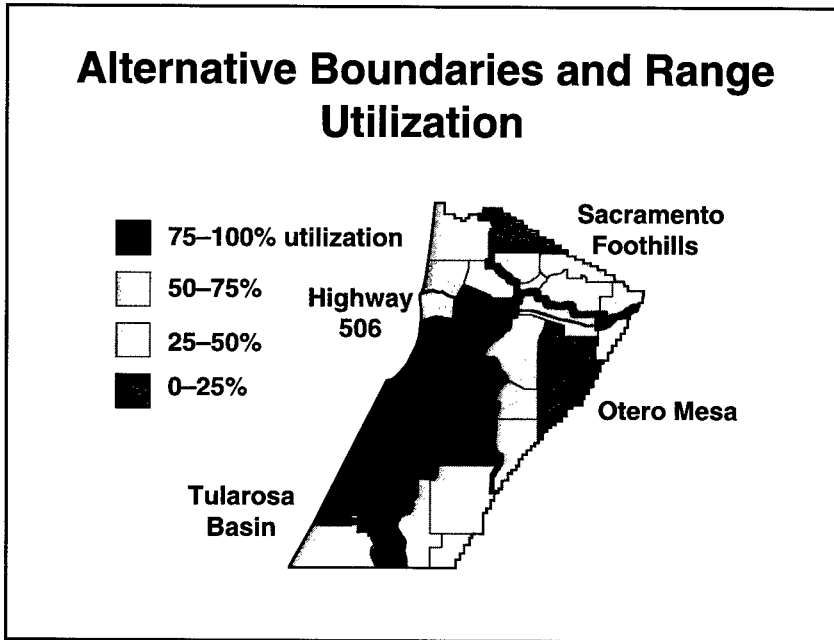 Alternative Boundaries and Range
Utilization
75–100% utilization
50–75%
25–50%
0–25%
Sacramento
Foothills
Highway
506
Otero Mesa
Tularosa
Basin